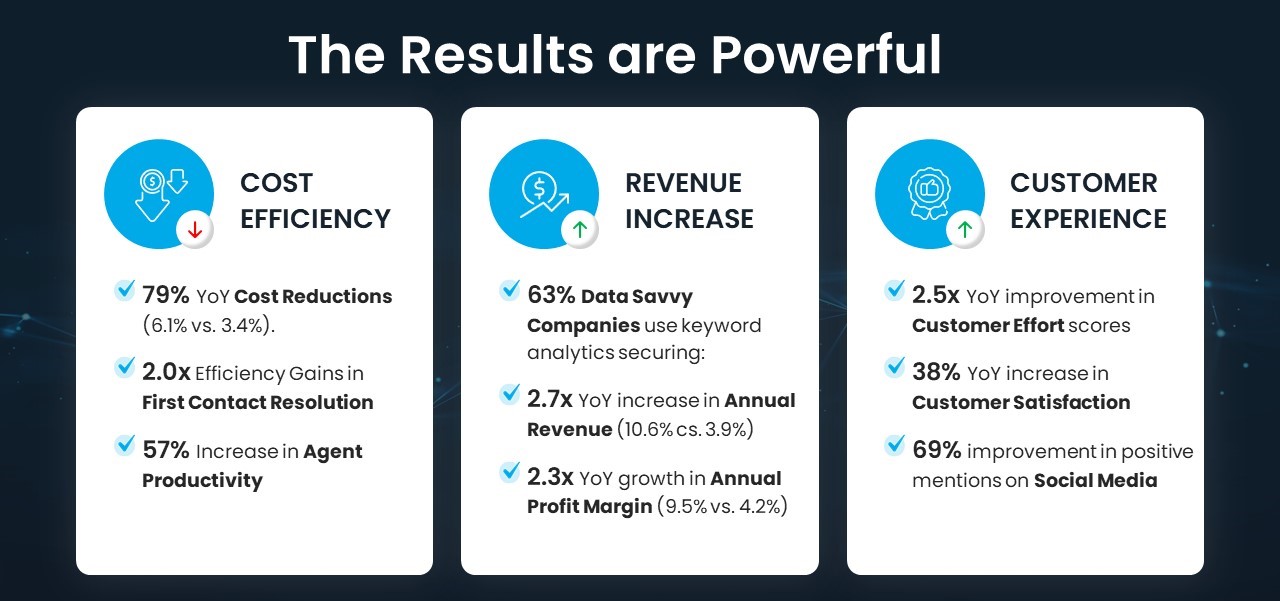 The Results are Powerful
COST
EFFICIENCY
79% YoY Cost Reductions
(6.1% vs. 3.4%).
2.0x Efficiency Gains in
First Contact Resolution
57% Increase in Agent
Productivity
REVENUE
INCREASE
63% Data Savvy
Companies use keyword
analytics securing:
2.7x YoY increase in Annual
Revenue (10.6% cs. 3.9%)
2.3x YoY growth in Annual
Profit Margin (9.5% vs. 4.2%)
CUSTOMER
EXPERIENCE
2.5x YoY improvement in
Customer Effort scores
38% YoY increase in
Customer Satisfaction
69% improvement in positive
mentions on Social Media